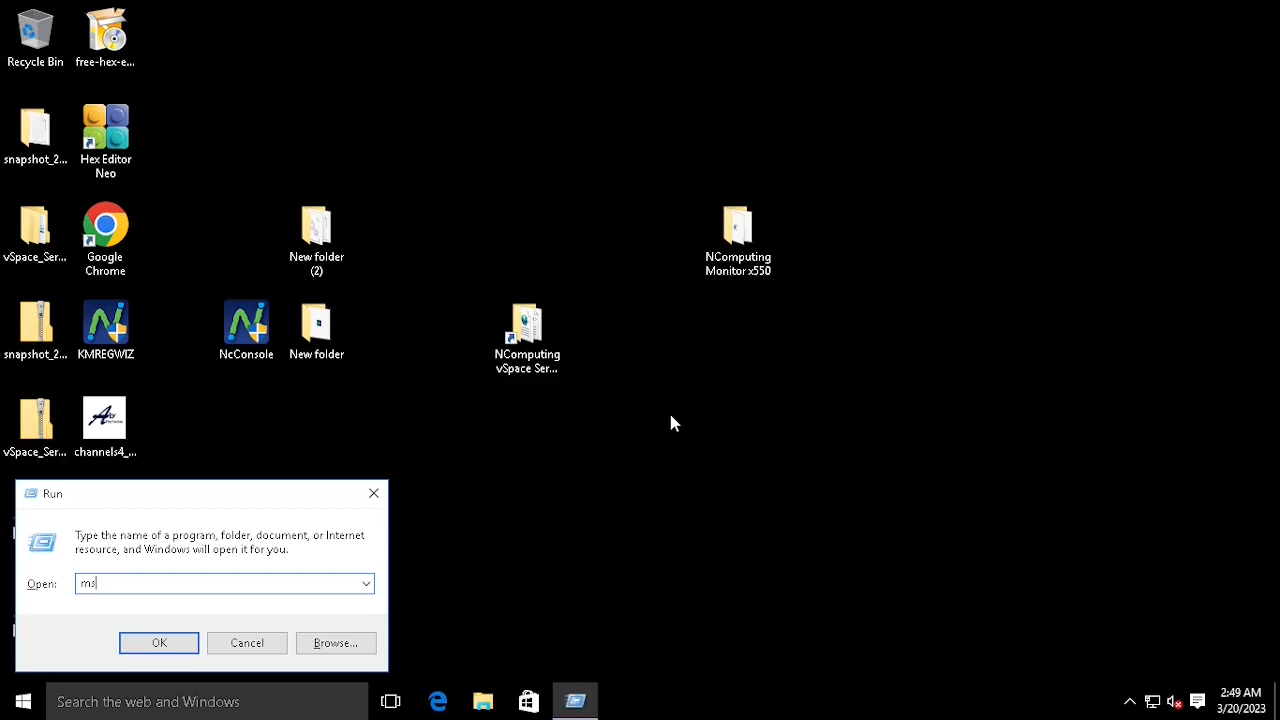 Recycle Bin
free-hex-e...
snapshot_2...
Hex Editor
Neo
vSpace_Ser...
Google
Chrome
New folder
(2)
NComputing
Monitor x550
snapshot_2...
KMREGWIZ
NcConsole
New folder
NComputing
vSpace Ser...
vSpace_Ser...
channels4_...
Run
Type the name of a program, folder, document, or Internet
resource, and Windows will open it for you.
Open:
ms
OK
Cancel
Browse...
Search the web and Windows
2:49 AM
3/20/2023